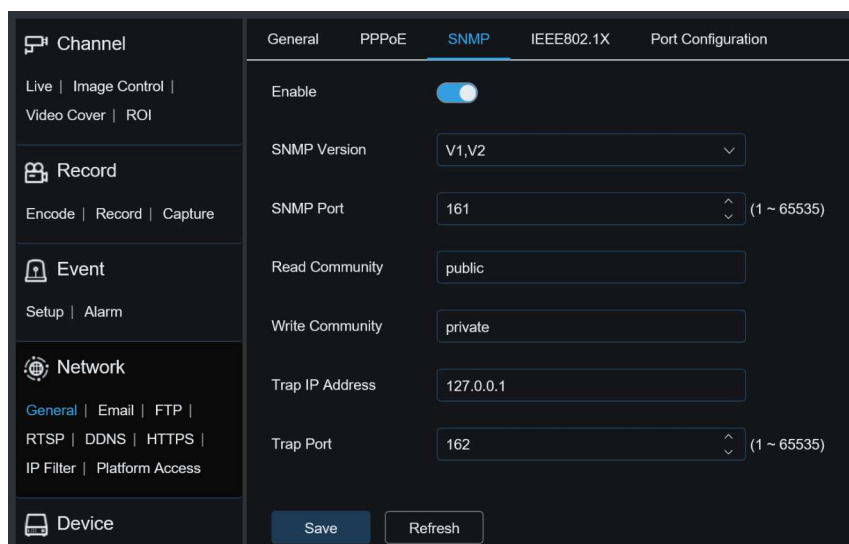 Channel
Live | Image Control |
Video Cover | ROI
Record
Encode | Record | Capture
Event
Setup | Alarm
Network
General | Email | FTP |
RTSP | DDNS | HTTPS |
IP Filter | Platform Access
Device
General PPPoE SNMP IEEE802.1X Port Configuration
Enable
SNMP Version V1,V2
SNMP Port 161 (1 ~ 65535)
Read Community public
Write Community private
Trap IP Address 127.0.0.1
Trap Port 162 (1 ~ 65535)
Save Refresh